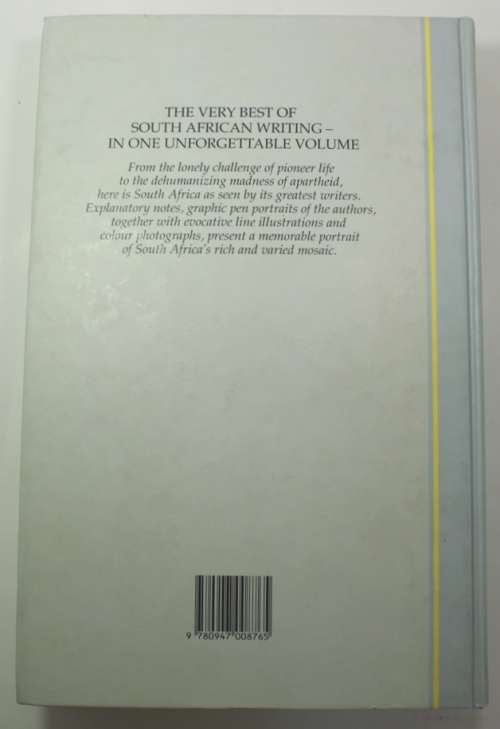 THE VERY BEST OF
SOUTH AFRICAN WRITING –
IN ONE UNFORGETTABLE VOLUME
From the lonely challenge of pioneer life
to the dehumanizing madness of apartheid,
here is South Africa as seen by its greatest writers.
Explanatory notes, graphic pen portraits of the authors,
together with evocative line illustrations and
colour photographs, present a memorable portrait
of South Africa's rich and varied mosaic.
9 780947 008765